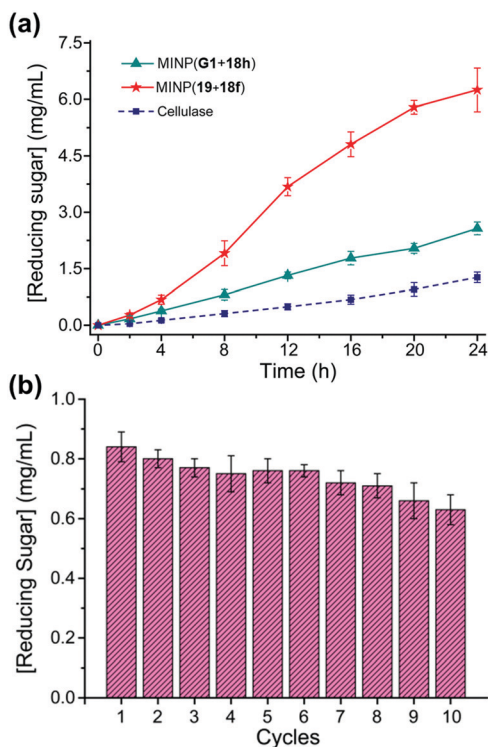 (a)
[Reducing sugar] (mg/mL)
7.5
6.0
4.5
3.0
1.5
0.0
MINP(G1+18h)
MINP(19+18f)
Cellulase
0 4 8 12 16 20 24
Time (h)
(b)
[Reducing Sugar] (mg/mL)
1.0
0.8
0.6
0.4
0.2
0.0
1 2 3 4 5 6 7 8 9 10
Cycles